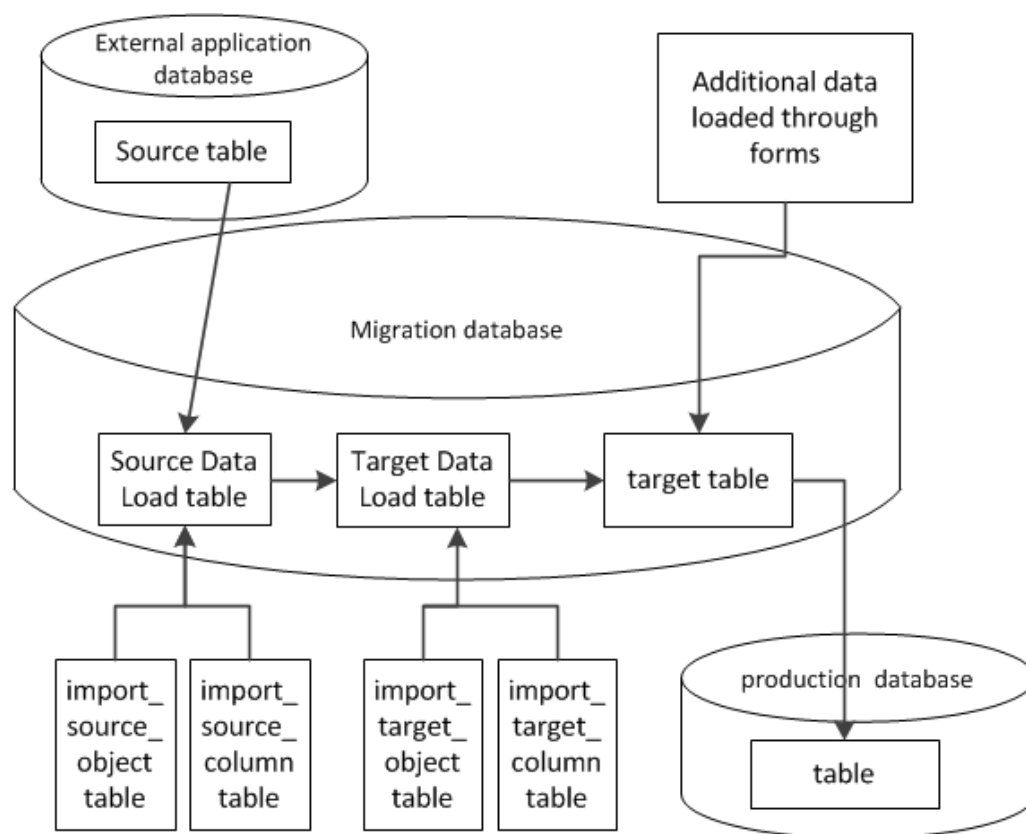 External application
database
Source table
Additional data
loaded through
forms
Migration database
Source Data
Load table
Target Data
Load table
target table
import_
source_
object
table
import_
source_
column
table
import_
target_
object
table
import_
target_
column
table
production database
table